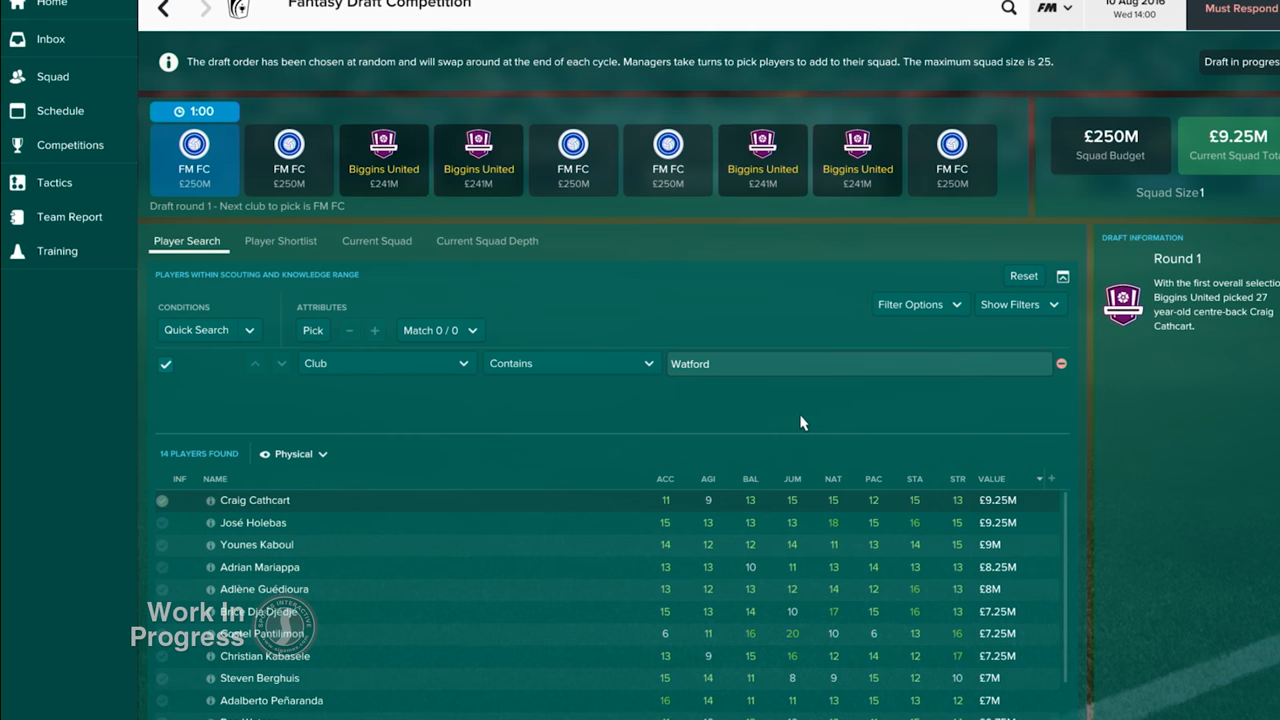 Home
Fantasy Draft Competition
FM
10 Aug 2016
Wed 14:00
Must Respond
Inbox
Squad
Schedule
Competitions
Tactics
Team Report
Training
The draft order has been chosen at random and will swap around at the end of each cycle. Managers take turns to pick players to add to their squad. The maximum squad size is 25.
Draft in progres
1:00
FM FC
£250M
FM FC
£250M
Biggins United
£241M
Biggins United
£241M
FM FC
£250M
FM FC
£250M
Biggins United
£241M
Biggins United
£241M
FM FC
£250M
£250M
Squad Budget
£9.25M
Current Squad Tota
Squad Size 1
Draft round 1 - Next club to pick is FM FC
Player Search Player Shortlist Current Squad Current Squad Depth
PLAYERS WITHIN SCOUTING AND KNOWLEDGE RANGE
Reset
CONDITIONS ATTRIBUTES
Filter Options Show Filters
Quick Search Pick Match 0 / 0
Club Contains Watford
14 PLAYERS FOUND Physical
INF NAME ACC AGI BAL JUM NAT PAC STA STR VALUE
Craig Cathcart 11 9 13 15 15 12 15 13 £9.25M
José Holebas 15 13 13 13 18 15 16 15 £9.25M
Younes Kaboul 14 12 12 14 11 13 14 15 £9M
Adrian Mariappa 13 13 10 11 13 14 13 13 £8.25M
Adlène Guédioura 13 12 13 12 14 12 16 13 £8M
Brice Dja Djédjé 15 13 14 10 17 15 16 13 £7.25M
Costel Pantilimon 6 11 16 20 10 6 13 16 £7.25M
Christian Kabasele 13 9 15 16 12 14 12 17 £7.25M
Steven Berghuis 15 14 11 8 9 15 12 10 £7M
Adalberto Peñaranda 16 14 11 11 13 15 13 12 £7M
Work In
Progress
DRAFT INFORMATION
Round 1
With the first overall selectio
Biggins United picked 27
year-old centre-back Craig
Cathcart.